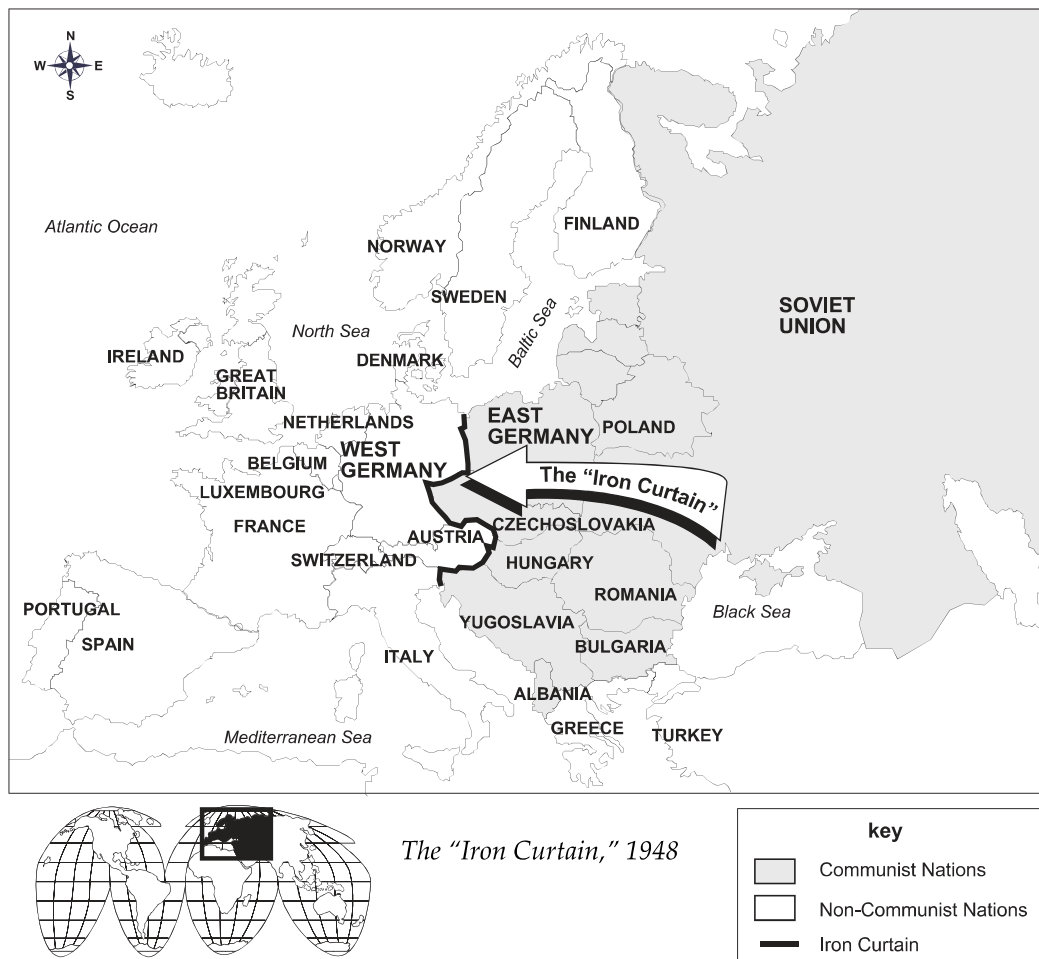 N
W E
S
Atlantic Ocean
NORWAY
FINLAND
SWEDEN
Baltic Sea
SOVIET
UNION
North Sea
IRELAND
DENMARK
GREAT
BRITAIN
NETHERLANDS
EAST
GERMANY
POLAND
WEST
GERMANY
BELGIUM
The “Iron Curtain”
LUXEMBOURG
FRANCE
CZECHOSLOVAKIA
AUSTRIA
SWITZERLAND
HUNGARY
ROMANIA
Black Sea
PORTUGAL
SPAIN
YUGOSLAVIA
BULGARIA
ITALY
ALBANIA
GREECE
TURKEY
Mediterranean Sea
The “Iron Curtain,” 1948
key
Communist Nations
Non-Communist Nations
Iron Curtain